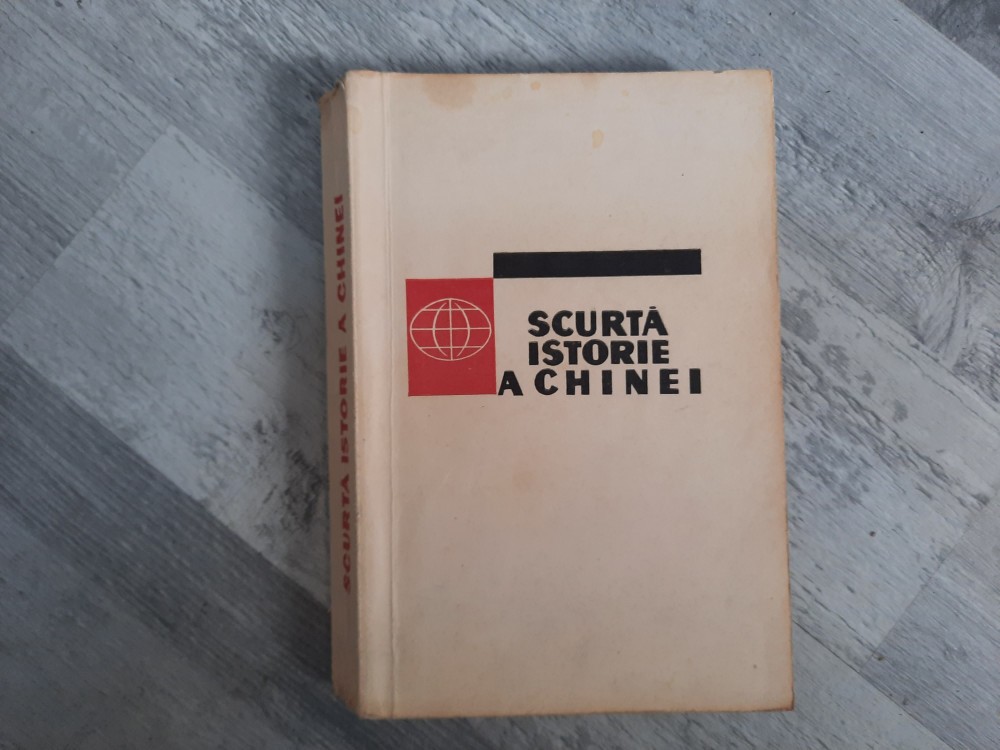 SCURTĂ
ISTORIE
A CHINEI
SCURTĂ ISTORIE A CHINEI